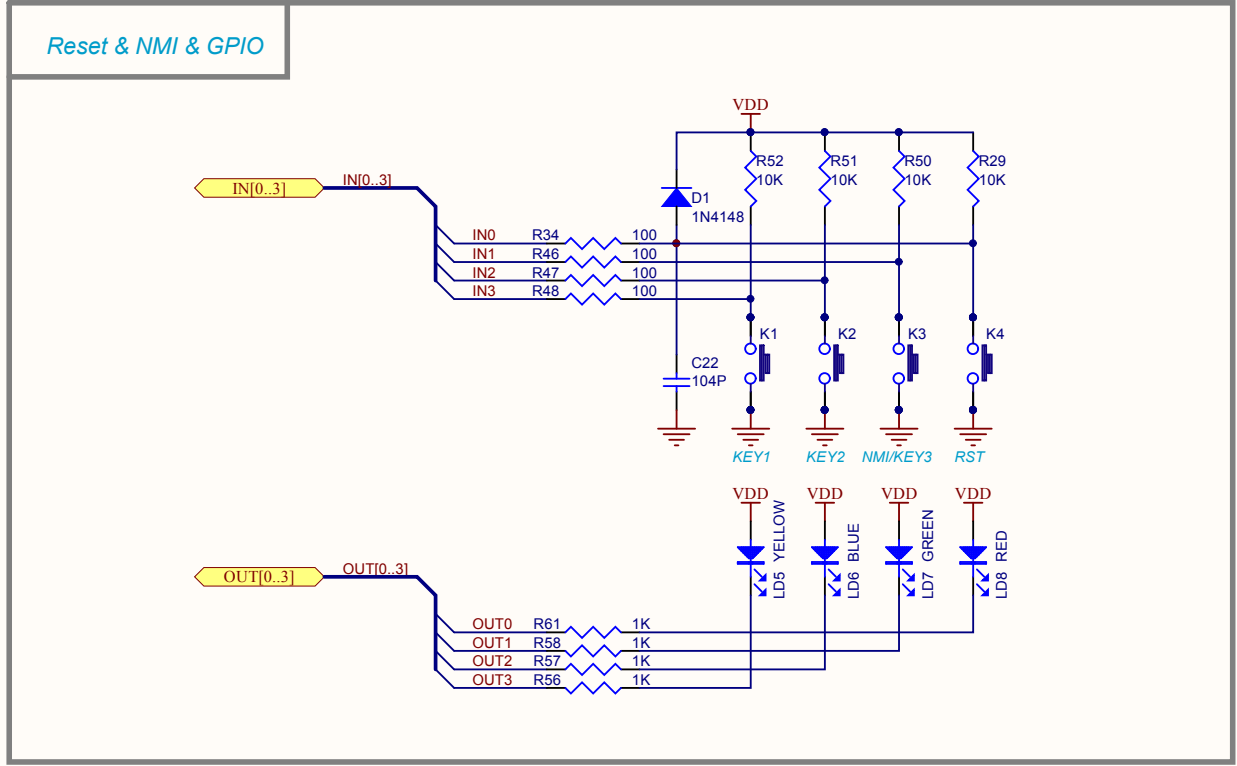 Reset & NMI & GPIO
VDD
R52
10K
R51
10K
R50
10K
R29
10K
IN[0..3]
IN[0..3]
D1
1N4148
IN0 R34 100
IN1 R46 100
IN2 R47 100
IN3 R48 100
K1
K2
K3
K4
C22
104P
KEY1
KEY2
NMI/KEY3
RST
VDD
VDD
VDD
VDD
LD5 YELLOW
LD6 BLUE
LD7 GREEN
LD8 RED
OUT[0..3]
OUT[0..3]
OUT0 R61 1K
OUT1 R58 1K
OUT2 R57 1K
OUT3 R56 1K